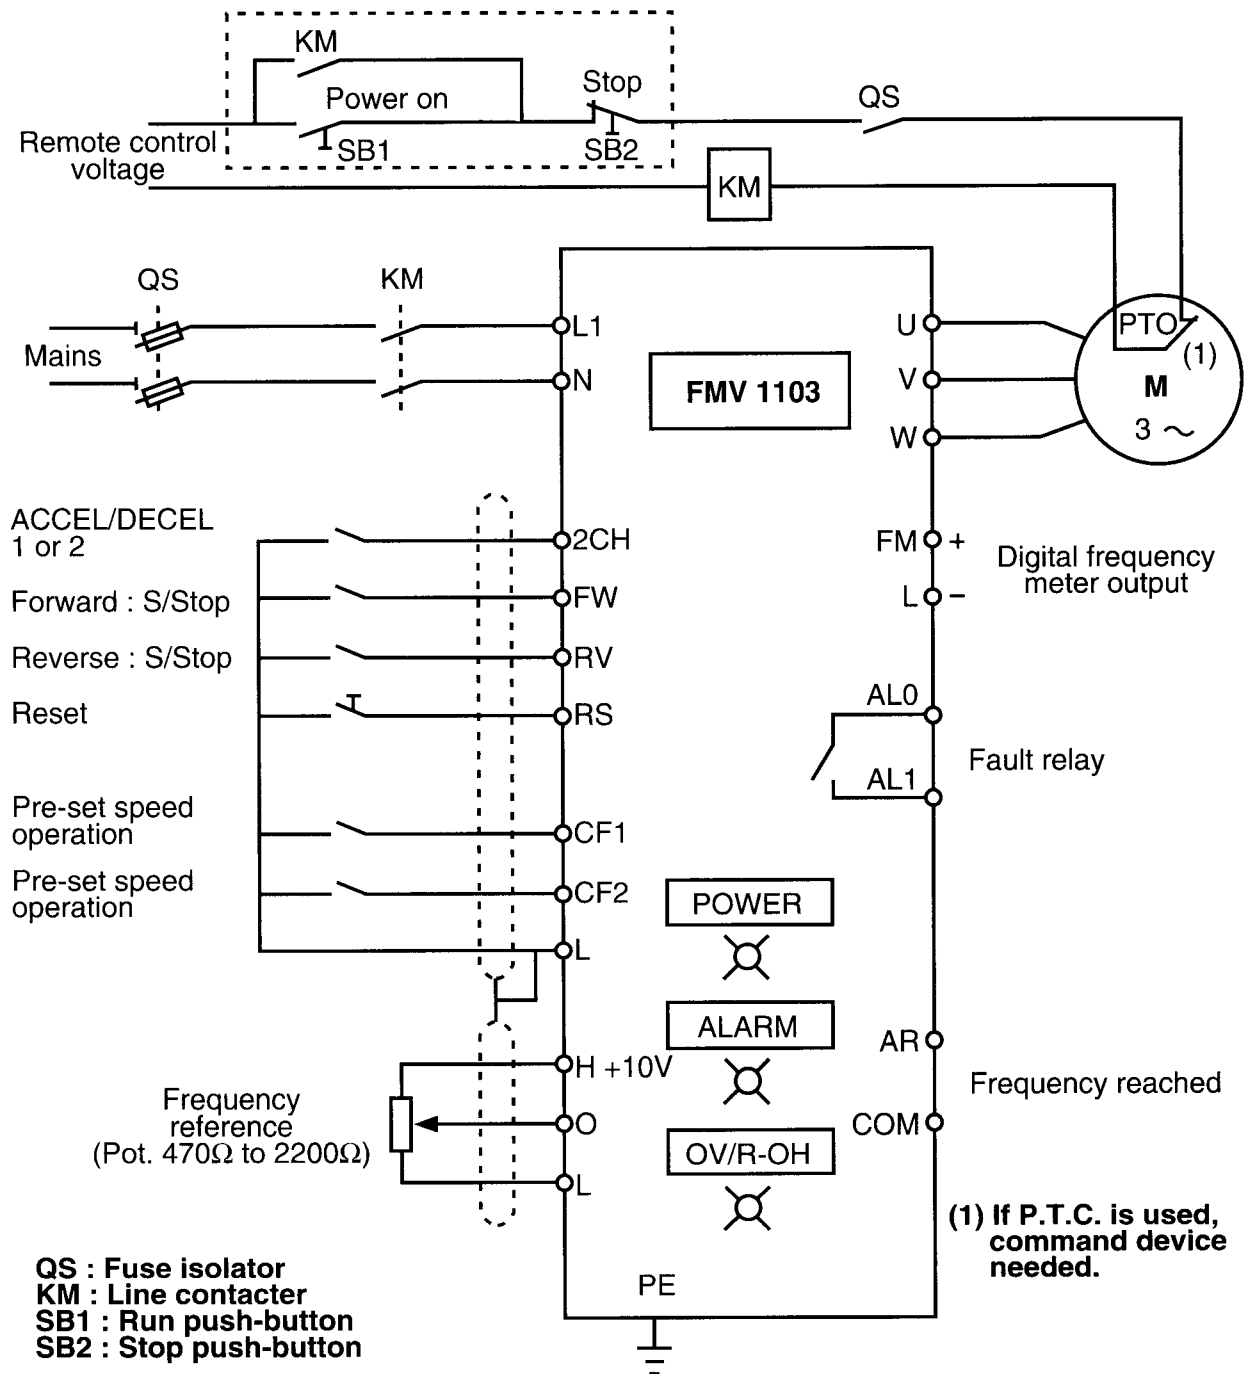 KM
Power on
Stop
QS
Remote control
voltage
SB1
SB2
KM
QS
KM
Mains
L1
N
FMV 1103
U
V
W
PTO
(1)
M
3 ~
ACCEL/DECEL
1 or 2
2CH
Forward : S/Stop
FW
Reverse : S/Stop
RV
Reset
RS
Pre-set speed
operation
CF1
Pre-set speed
operation
CF2
L
FM +
L –
Digital frequency
meter output
AL0
AL1
Fault relay
POWER
ALARM
OV/R-OH
AR
COM
Frequency reached
Frequency
reference
(Pot. 470Ω to 2200Ω)
H +10V
O
L
(1) If P.T.C. is used,
command device
needed.
PE
QS : Fuse isolator
KM : Line contacter
SB1 : Run push-button
SB2 : Stop push-button